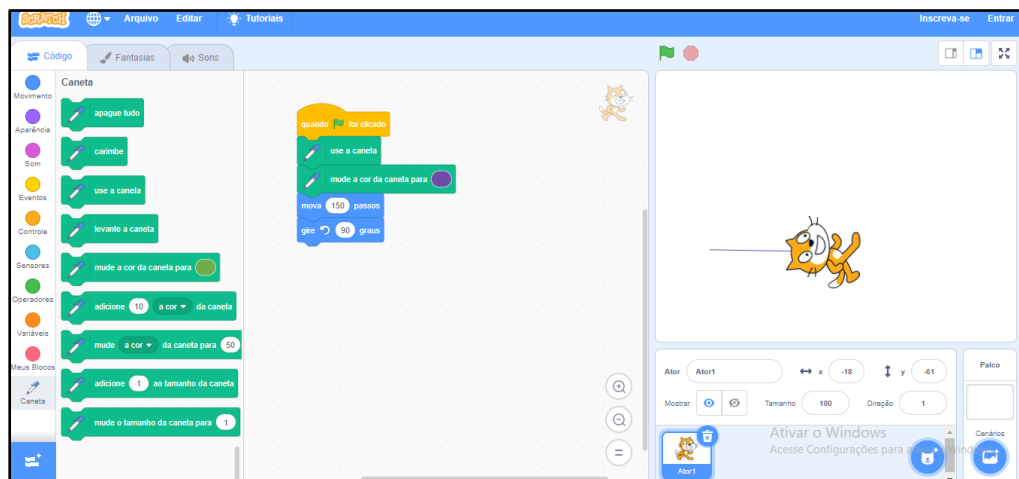 SCRATCH Arquivo Editar Tutoriais Inscreva-se Entrar
Código Fantasias Sons
Movimento
Aparência
Som
Eventos
Controle
Sensores
Operadores
Variáveis
Meus Blocos
Caneta
Caneta
apague tudo
carimbe
use a caneta
levante a caneta
mude a cor da caneta para
adicione 10 a cor da caneta
mude a cor da caneta para 50
adicione 1 ao tamanho da caneta
mude o tamanho da caneta para 1
quando for clicado
use a caneta
mude a cor da caneta para
mova 150 passos
gire 90 graus
Ator Ator1 x -18 y -61
Mostrar Tamanho 100 Direção 1
Ator1
Palco
Cenários
Ativar o Windows
Acesse Configurações para